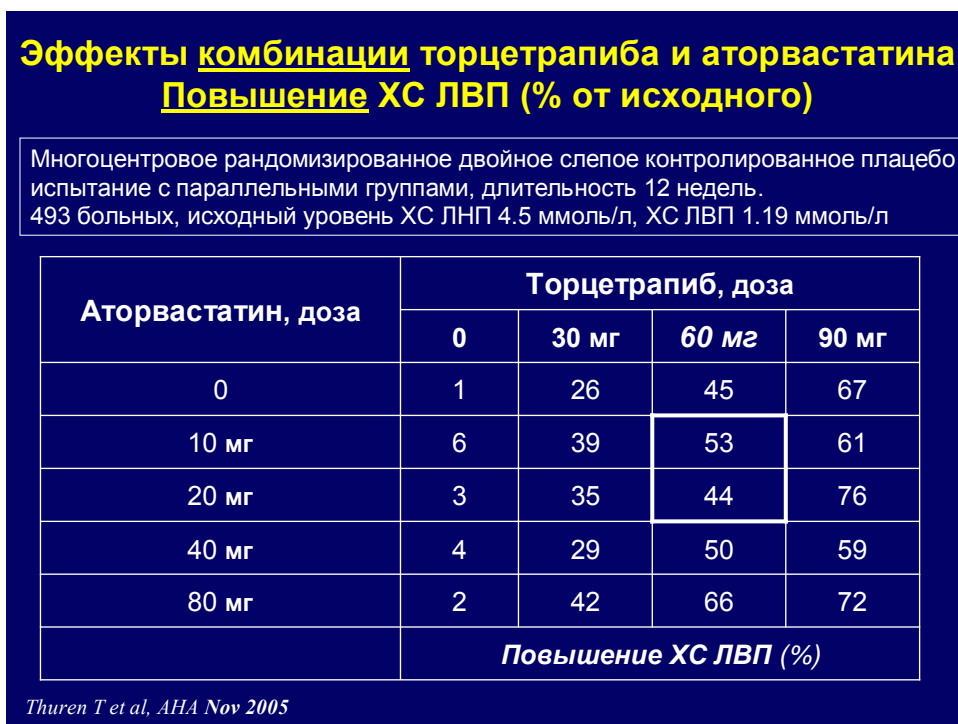 Эффекты комбинации торцетрапиба и аторвастатина
Повышение ХС ЛВП (% от исходного)
Многоцентровое рандомизированное двойное слепое контролированное плацебо
испытание с параллельными группами, длительность 12 недель.
493 больных, исходный уровень ХС ЛНП 4.5 ммоль/л, ХС ЛВП 1.19 ммоль/л
Аторвастатин, доза
Торцетрапиб, доза
0 30 мг 60 мг 90 мг
0 1 26 45 67
10 мг 6 39 53 61
20 мг 3 35 44 76
40 мг 4 29 50 59
80 мг 2 42 66 72
Повышение ХС ЛВП (%)
Thuren T et al, AHA Nov 2005